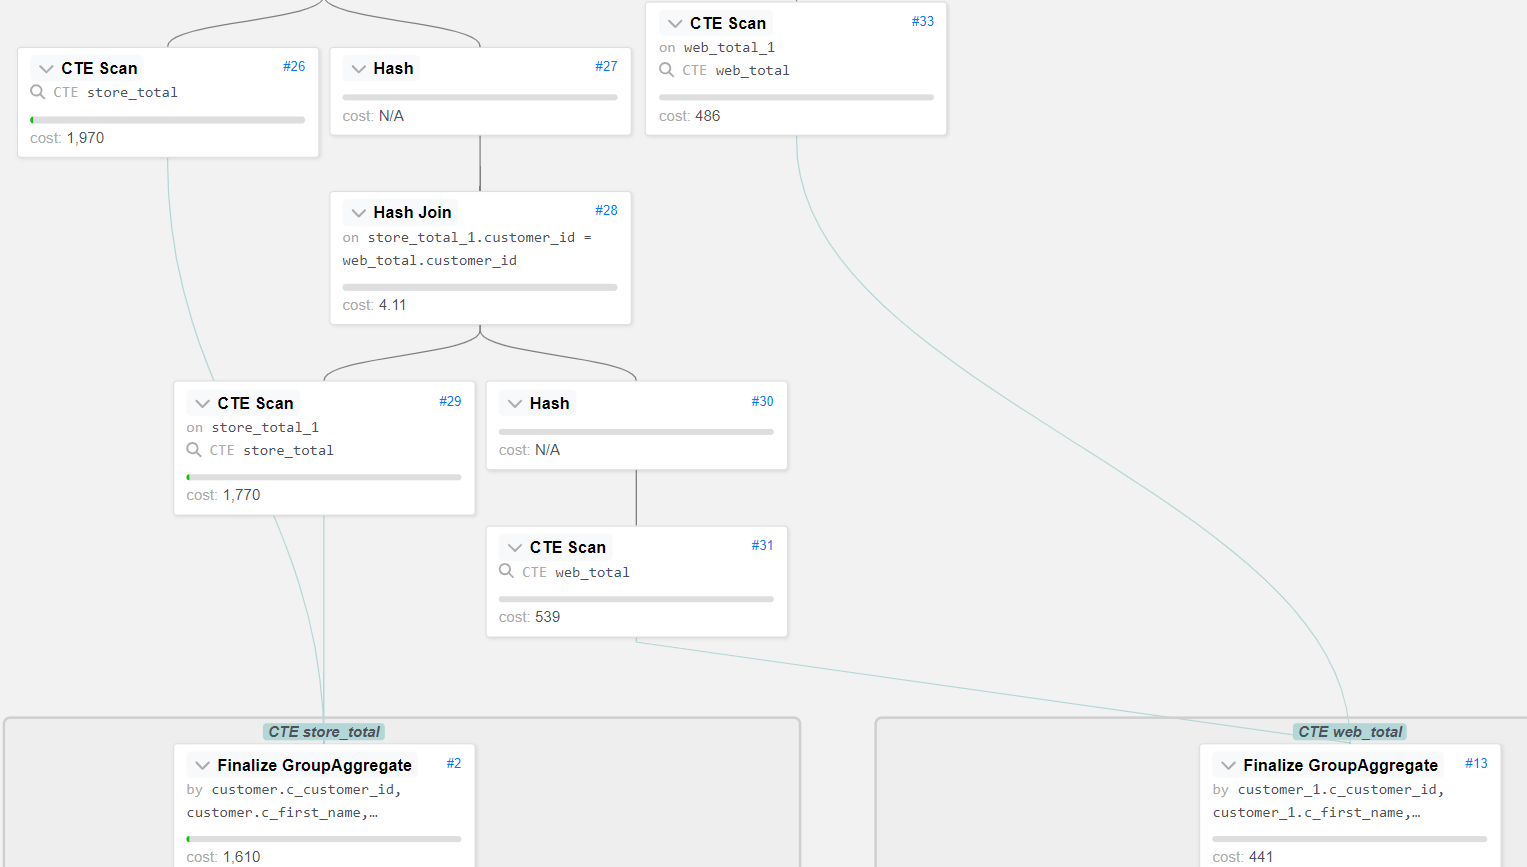 CTE Scan #26
CTE store_total
cost: 1,970
Hash #27
cost: N/A
CTE Scan #33
on web_total_1
CTE web_total
cost: 486
Hash Join #28
on store_total_1.customer_id =
web_total.customer_id
cost: 4.11
CTE Scan #29
on store_total_1
CTE store_total
cost: 1,770
Hash #30
cost: N/A
CTE Scan #31
CTE web_total
cost: 539
CTE store_total
Finalize GroupAggregate #2
by customer.c_customer_id,
customer.c_first_name,…
cost: 1,610
CTE web_total
Finalize GroupAggregate #13
by customer_1.c_customer_id,
customer_1.c_first_name,…
cost: 441